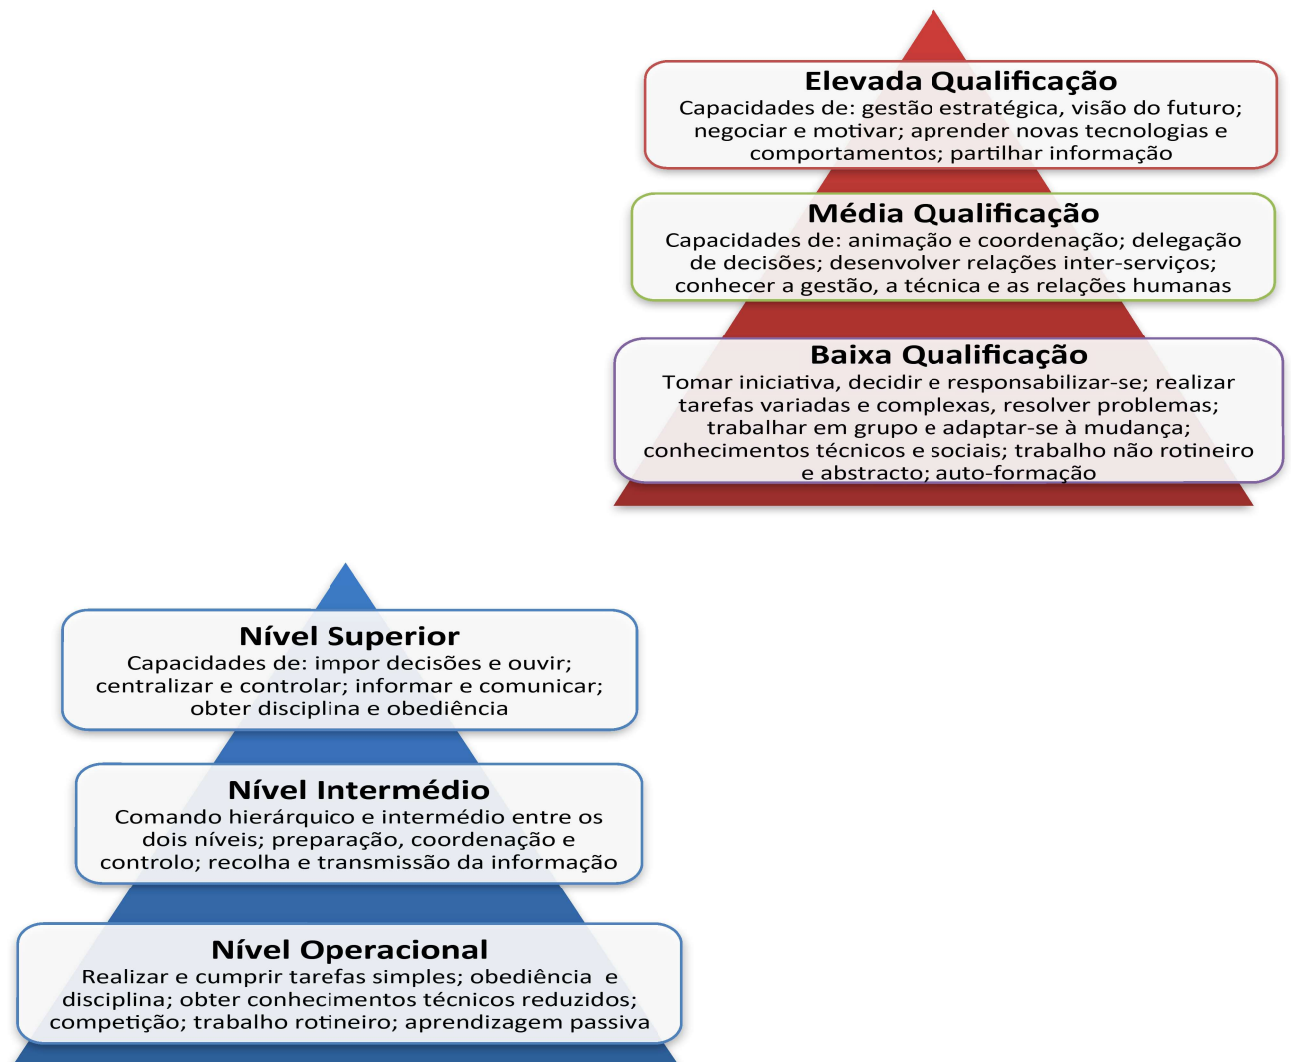 Elevada Qualificação
Capacidades de: gestão estratégica, visão do futuro;
negociar e motivar; aprender novas tecnologias e
comportamentos; partilhar informação
Média Qualificação
Capacidades de: animação e coordenação; delegação
de decisões; desenvolver relações inter-serviços;
conhecer a gestão, a técnica e as relações humanas
Baixa Qualificação
Tomar iniciativa, decidir e responsabilizar-se; realizar
tarefas variadas e complexas, resolver problemas;
trabalhar em grupo e adaptar-se à mudança;
conhecimentos técnicos e sociais; trabalho não rotineiro
e abstracto; auto-formação
Nível Superior
Capacidades de: impor decisões e ouvir;
centralizar e controlar; informar e comunicar;
obter disciplina e obediência
Nível Intermédio
Comando hierárquico e intermédio entre os
dois níveis; preparação, coordenação e
controlo; recolha e transmissão da informação
Nível Operacional
Realizar e cumprir tarefas simples; obediência e
disciplina; obter conhecimentos técnicos reduzidos;
competição; trabalho rotineiro; aprendizagem passiva